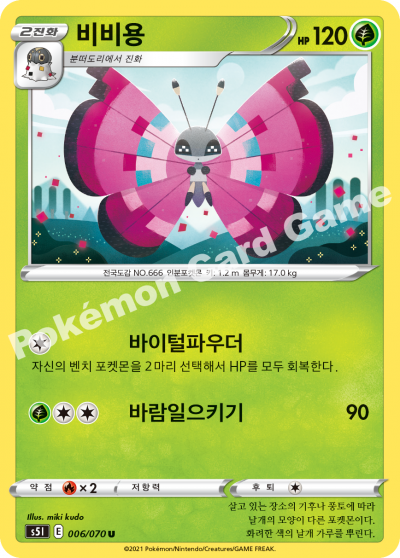 2진화
비비용
HP 120
분떠도리에서 진화
전국도감 NO.666 인분포켓몬 키: 1.2 m 몸무게: 17.0 kg
Pokémon Card Game
바이털파우더
자신의 벤치 포켓몬을 2마리 선택해서 HP를 모두 회복한다.
바람일으키기 90
약점 ×2 저항력 후퇴
Illus. miki kudo
s5I E 006/070 U
살고 있는 장소의 기후나 풍토에 따라
날개의 모양이 다른 포켓몬이다.
화려한 색의 날개 가루를 뿌린다.
©2021 Pokémon/Nintendo/Creatures/GAME FREAK.